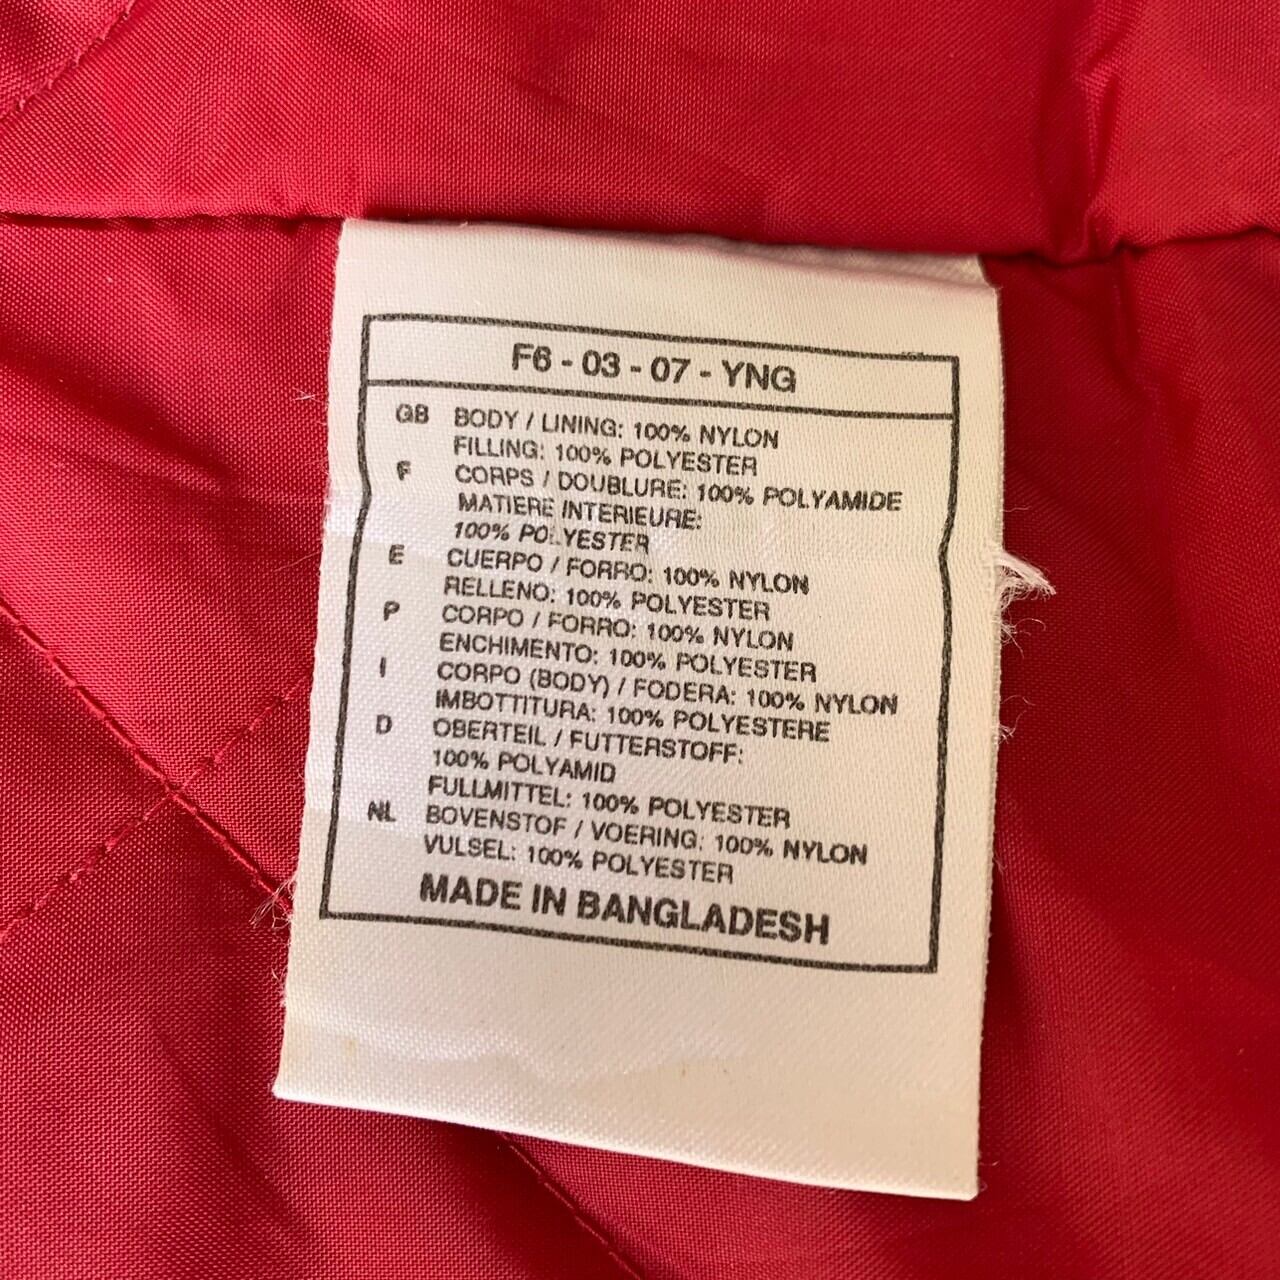 F6 - 03 - 07 - YNG
GB BODY / LINING: 100% NYLON
FILLING: 100% POLYESTER
F CORPS / DOUBLURE: 100% POLYAMIDE
MATIERE INTERIEURE:
100% POLYESTER
E CUERPO / FORRO: 100% NYLON
RELLENO: 100% POLYESTER
P CORPO / FORRO: 100% NYLON
ENCHIMENTO: 100% POLYESTER
I CORPO (BODY) / FODERA: 100% NYLON
IMBOTTITURA: 100% POLYESTERE
D OBERTEIL / FUTTERSTOFF:
100% POLYAMID
FULLMITTEL: 100% POLYESTER
NL BOVENSTOF / VOERING: 100% NYLON
VULSEL: 100% POLYESTER
MADE IN BANGLADESH